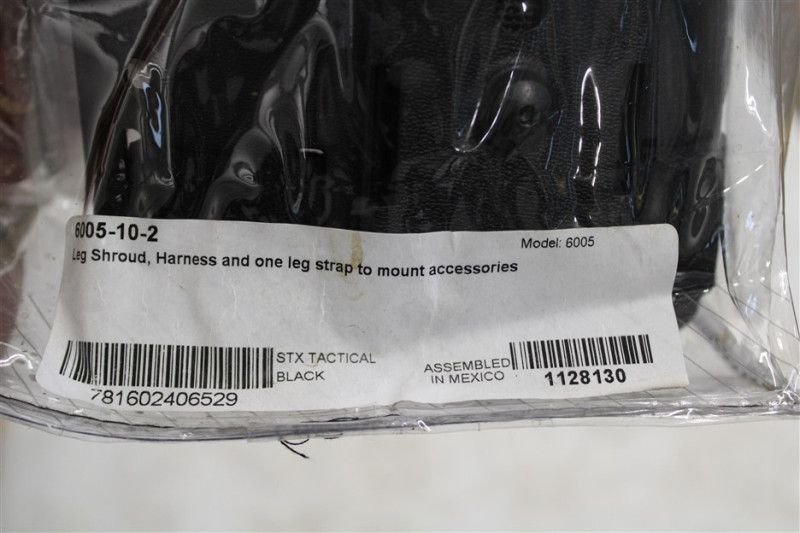 6005-10-2
Model: 6005
Leg Shroud, Harness and one leg strap to mount accessories
STX TACTICAL
BLACK
781602406529
ASSEMBLED
IN MEXICO
1128130